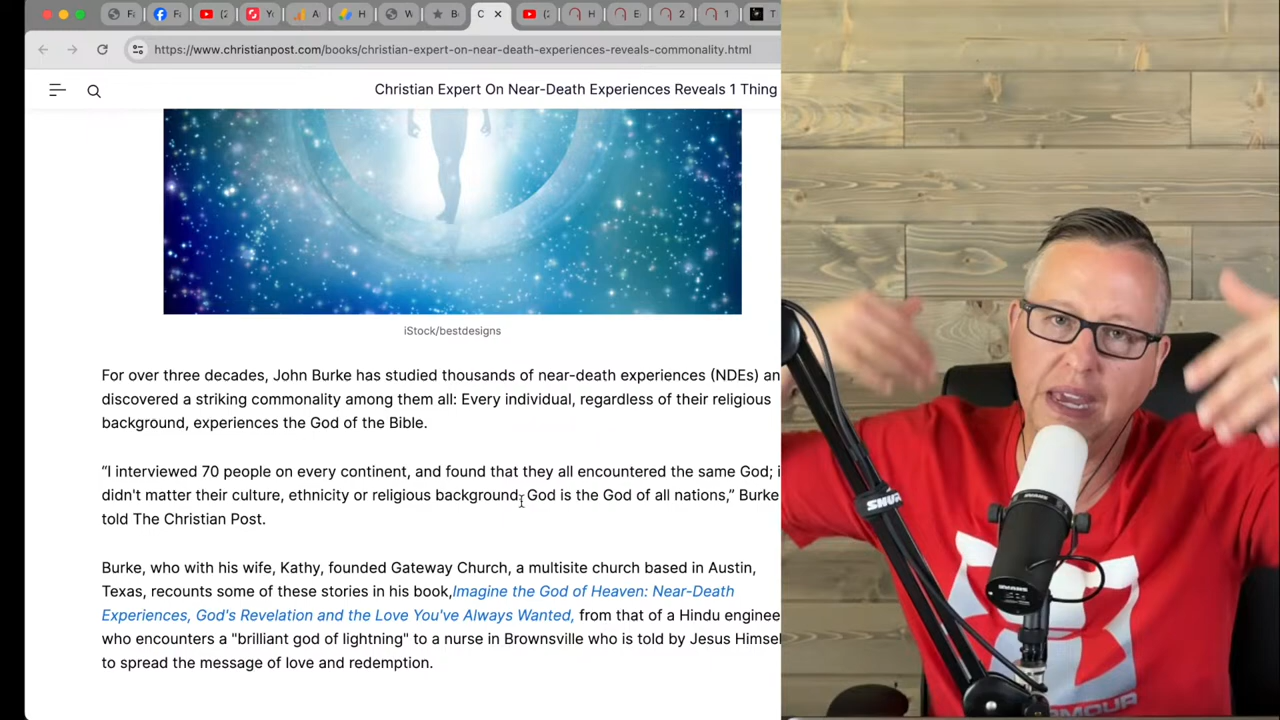 Fa
Fa
(2
Yo
A
H
W
B
C
(2
H
E
2
1
T
https://www.christianpost.com/books/christian-expert-on-near-death-experiences-reveals-commonality.html
Christian Expert On Near-Death Experiences Reveals 1 Thing
iStock/bestdesigns
For over three decades, John Burke has studied thousands of near-death experiences (NDEs) an
discovered a striking commonality among them all: Every individual, regardless of their religious
background, experiences the God of the Bible.
“I interviewed 70 people on every continent, and found that they all encountered the same God; i
didn't matter their culture, ethnicity or religious background, God is the God of all nations,” Burke
told The Christian Post.
Burke, who with his wife, Kathy, founded Gateway Church, a multisite church based in Austin,
Texas, recounts some of these stories in his book, Imagine the God of Heaven: Near-Death
Experiences, God's Revelation and the Love You've Always Wanted, from that of a Hindu enginee
who encounters a "brilliant god of lightning" to a nurse in Brownsville who is told by Jesus Himsel
to spread the message of love and redemption.
SHURE